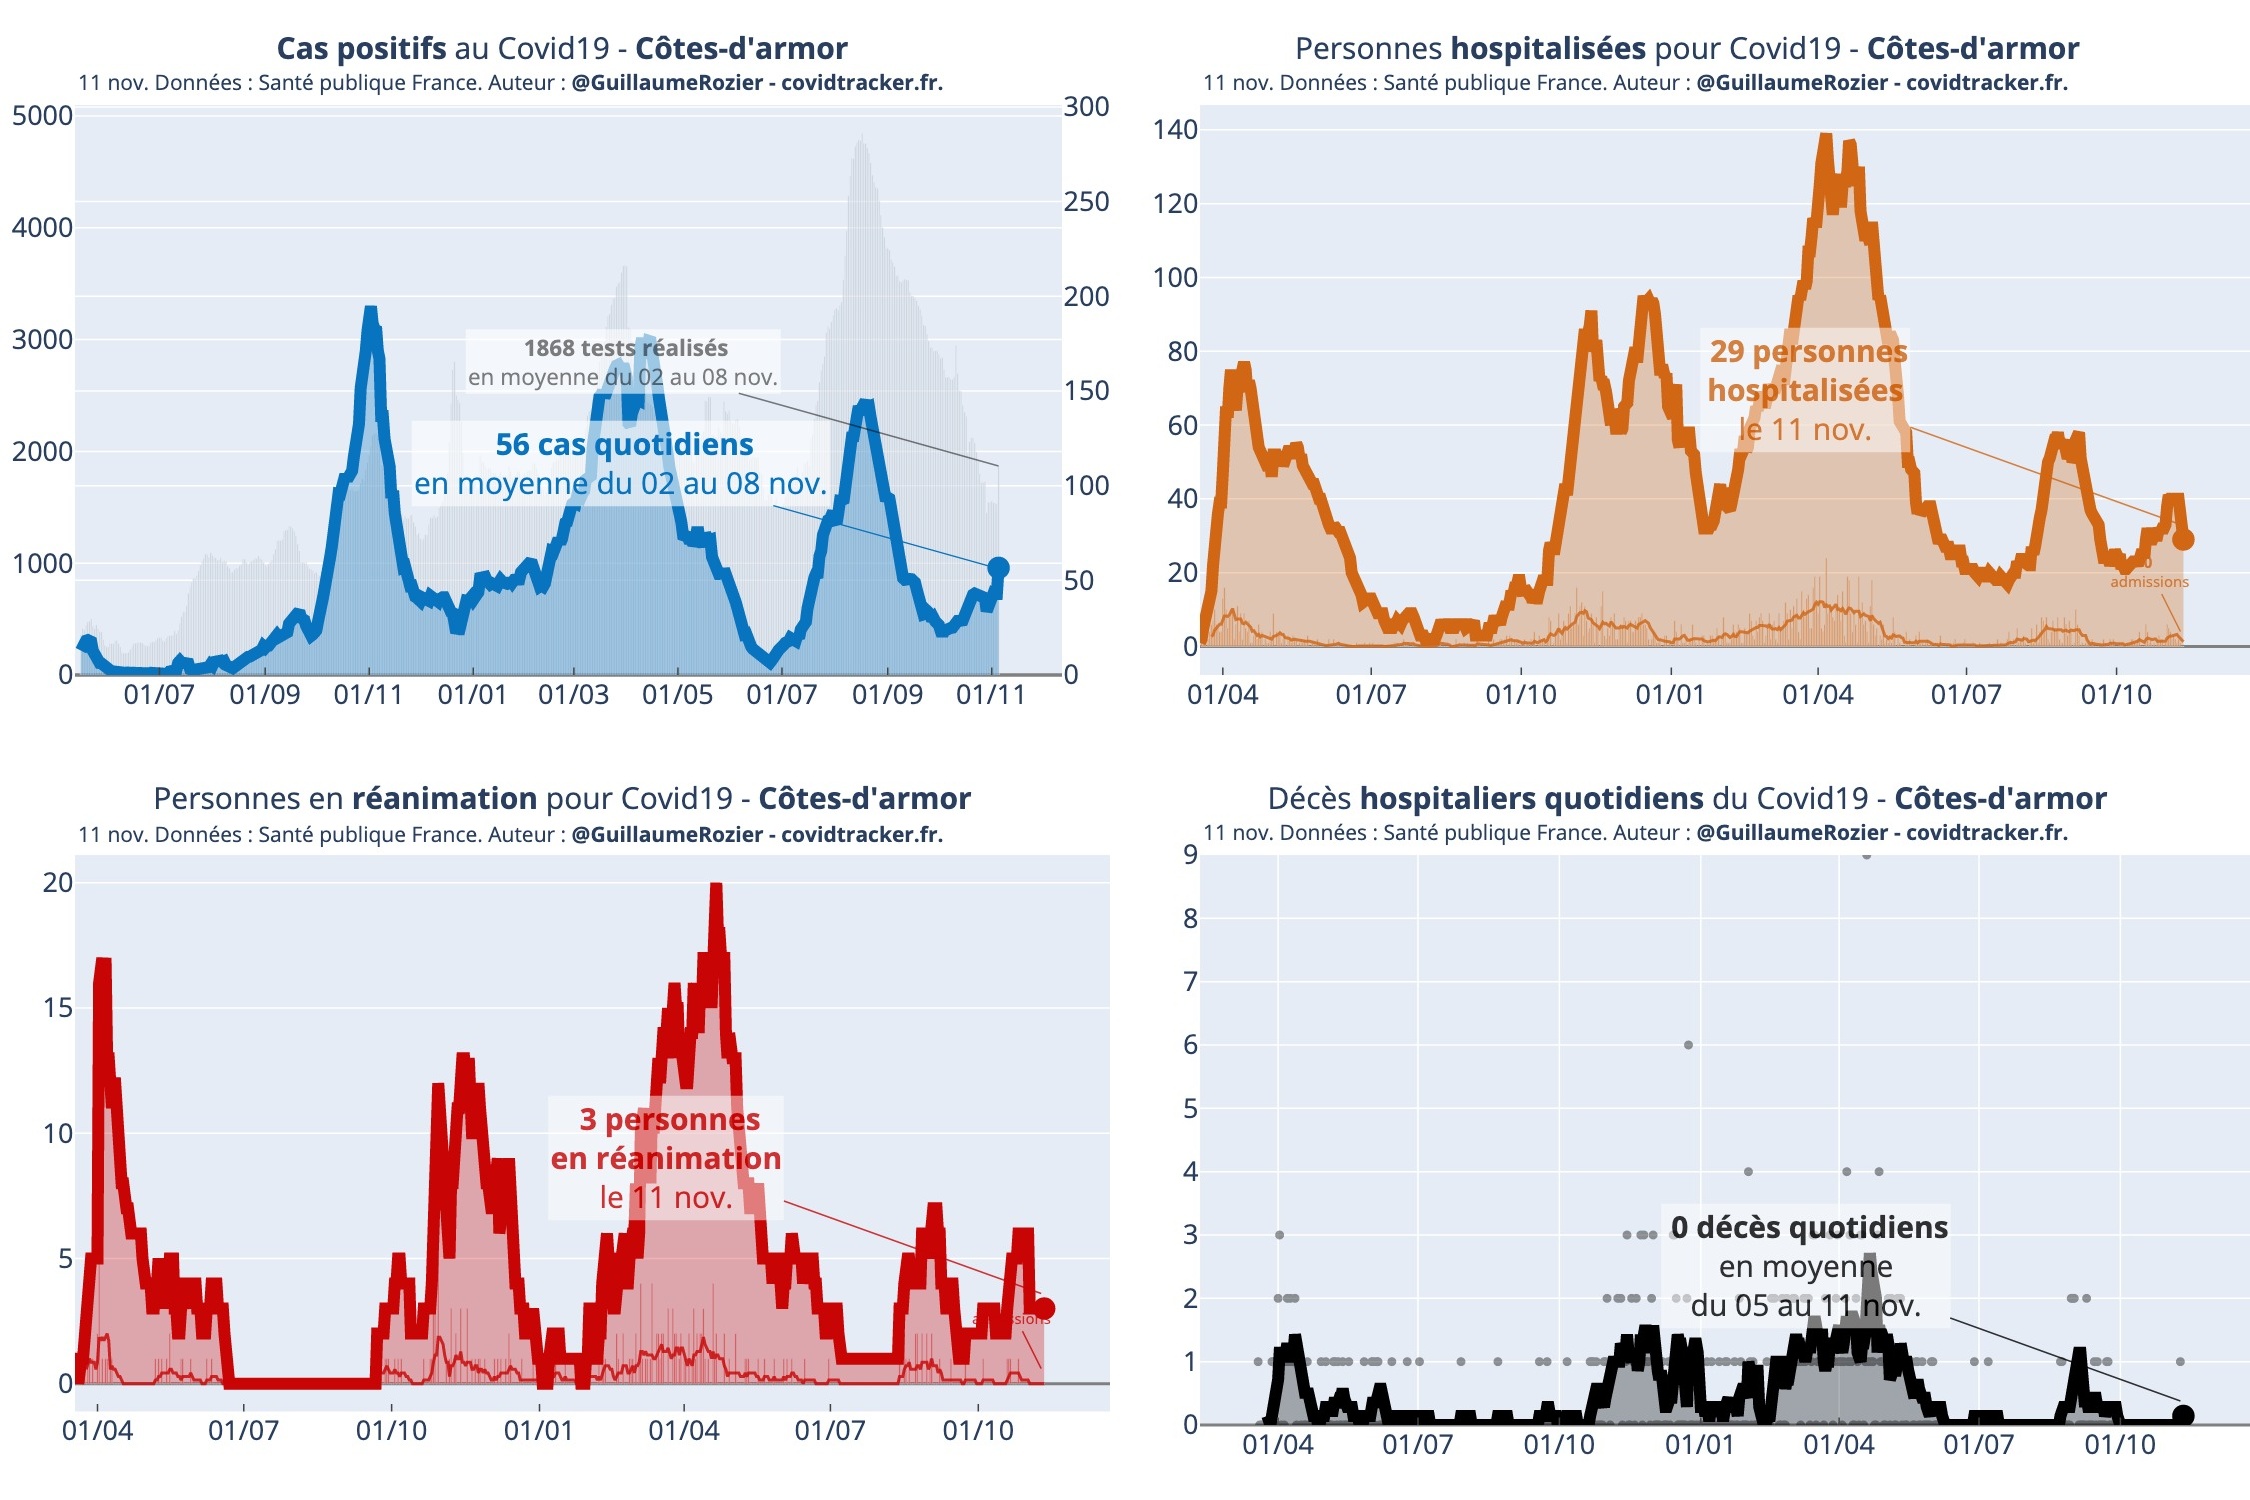 Cas positifs au Covid19 - Côtes-d'armor
11 nov. Données : Santé publique France. Auteur : @GuillaumeRozier - covidtracker.fr.
5000
4000
3000
2000
1000
0
300
250
200
150
100
50
0
1868 tests réalisés
en moyenne du 02 au 08 nov.
56 cas quotidiens
en moyenne du 02 au 08 nov.
01/07 01/09 01/11 01/01 01/03 01/05 01/07 01/09 01/11
Personnes hospitalisées pour Covid19 - Côtes-d'armor
11 nov. Données : Santé publique France. Auteur : @GuillaumeRozier - covidtracker.fr.
140
120
100
80
60
40
20
0
29 personnes
hospitalisées
le 11 nov.
0
admissions
01/04 01/07 01/10 01/01 01/04 01/07 01/10
Personnes en réanimation pour Covid19 - Côtes-d'armor
11 nov. Données : Santé publique France. Auteur : @GuillaumeRozier - covidtracker.fr.
20
15
10
5
0
3 personnes
en réanimation
le 11 nov.
admissions
01/04 01/07 01/10 01/01 01/04 01/07 01/10
Décès hospitaliers quotidiens du Covid19 - Côtes-d'armor
11 nov. Données : Santé publique France. Auteur : @GuillaumeRozier - covidtracker.fr.
9
8
7
6
5
4
3
2
1
0
0 décès quotidiens
en moyenne
du 05 au 11 nov.
01/04 01/07 01/10 01/01 01/04 01/07 01/10